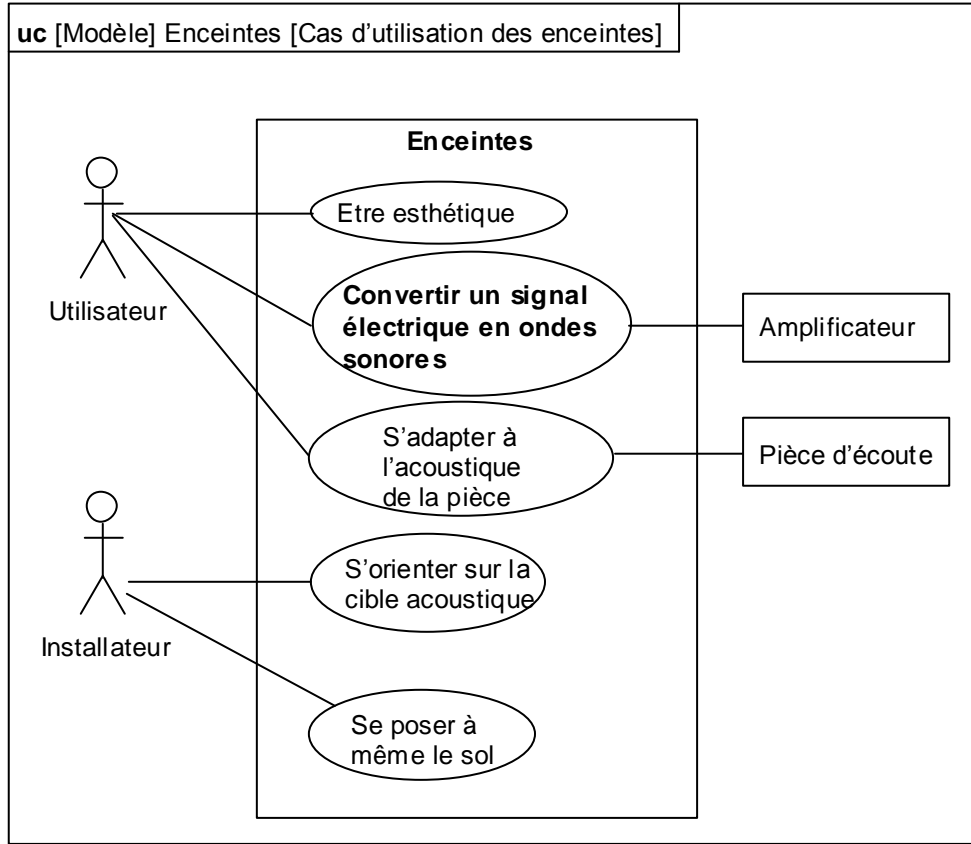 uc [Modèle] Enceintes [Cas d'utilisation des enceintes]
Enceintes
Etre esthétique
Utilisateur
Convertir un signal
électrique en ondes
sonores
Amplificateur
S'adapter à
l'acoustique
de la pièce
Pièce d'écoute
S'orienter sur la
cible acoustique
Installateur
Se poser à
même le sol